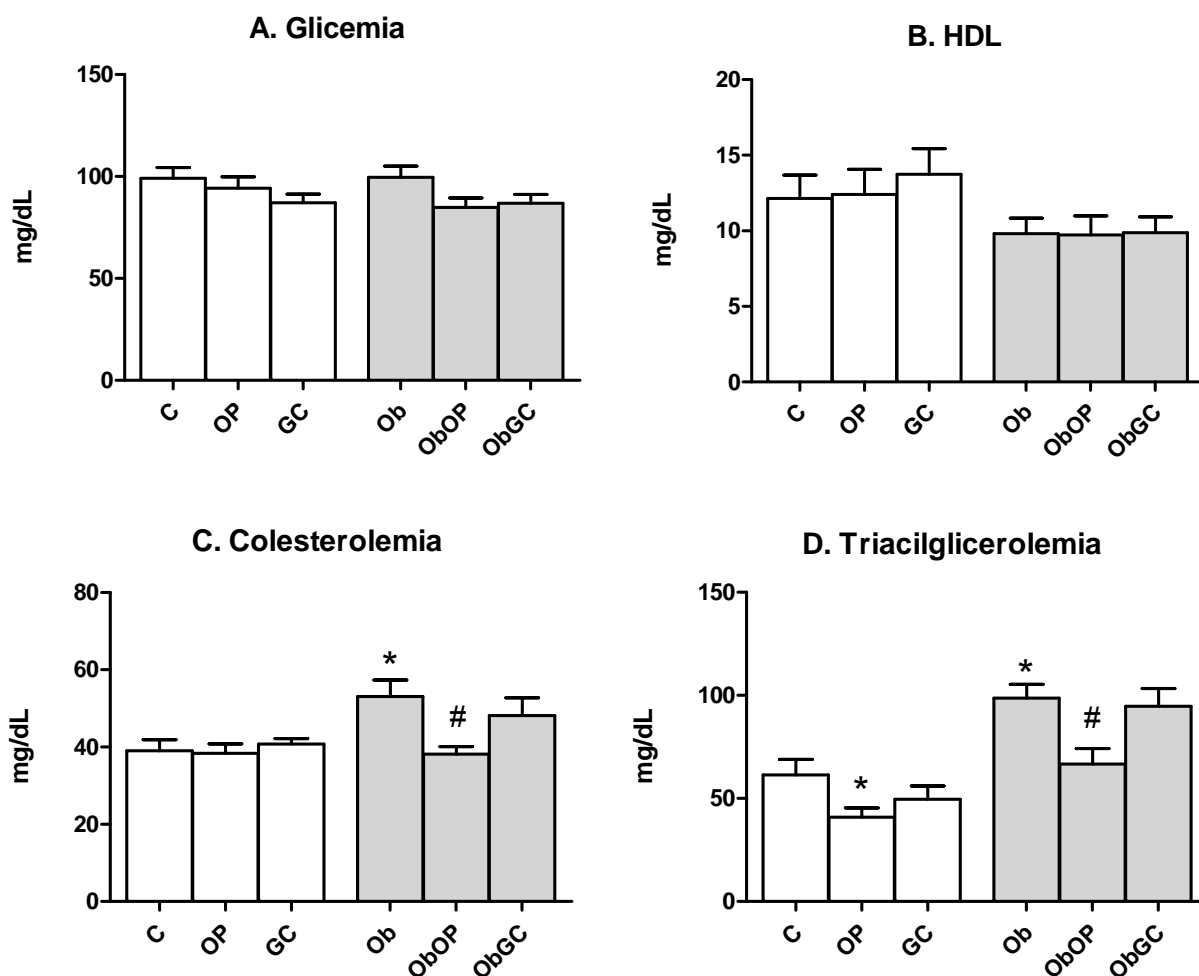 A. Glicemia
mg/dL
150
100
50
0
C
OP
GC
Ob
ObOP
ObGC
B. HDL
mg/dL
20
15
10
5
0
C
OP
GC
Ob
ObOP
ObGC
C. Colesterolemia
mg/dL
80
60
40
20
0
*
#
C
OP
GC
Ob
ObOP
ObGC
D. Triacilglicerolemia
mg/dL
150
100
50
0
*
*
#
C
OP
GC
Ob
ObOP
ObGC